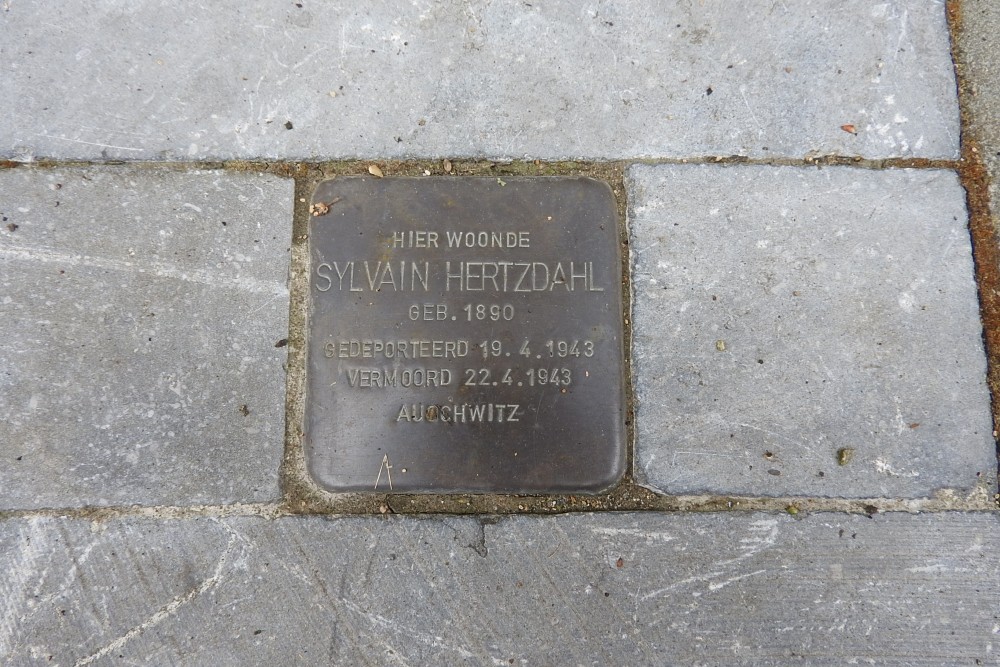 HIER WOONDE
SYLVAIN HERTZDAHL
GEB. 1890
GEDEPORTEERD 19.4.1943
VERMOORD 22.4.1943
AUSCHWITZ